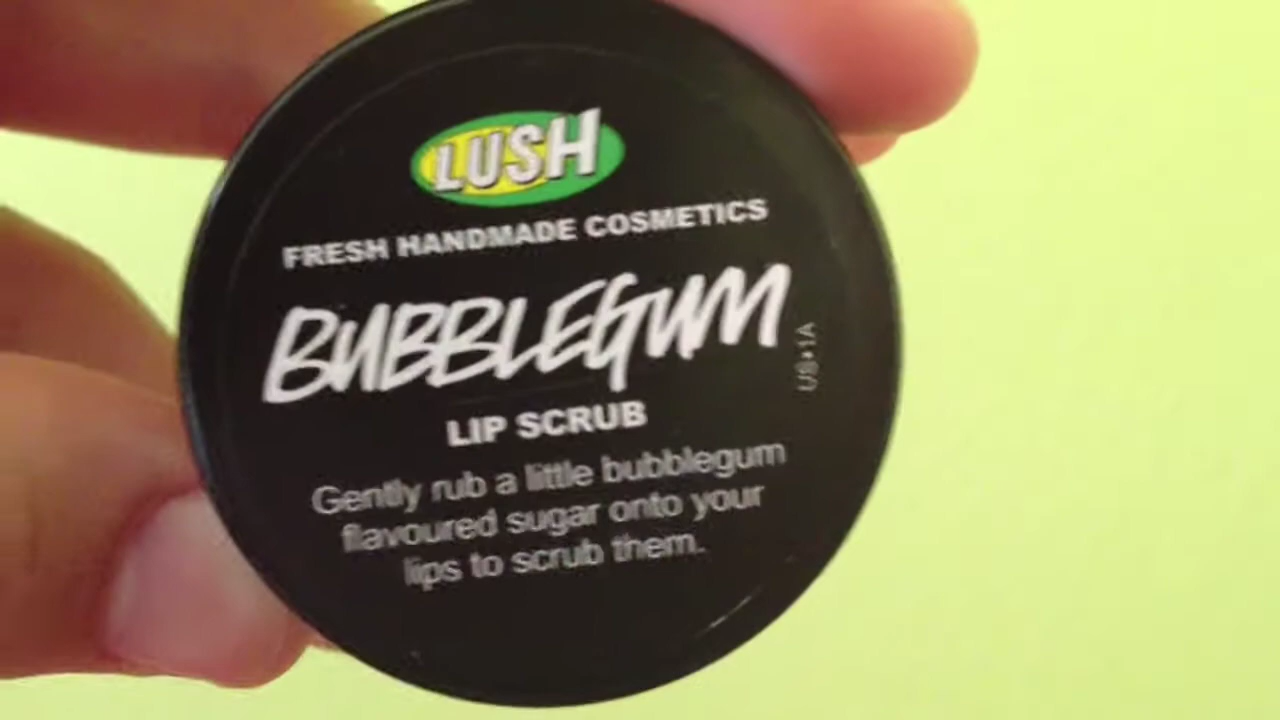 LUSH
FRESH HANDMADE COSMETICS
BUBBLEGUM
US•1A
LIP SCRUB
Gently rub a little bubblegum
flavoured sugar onto your
lips to scrub them.